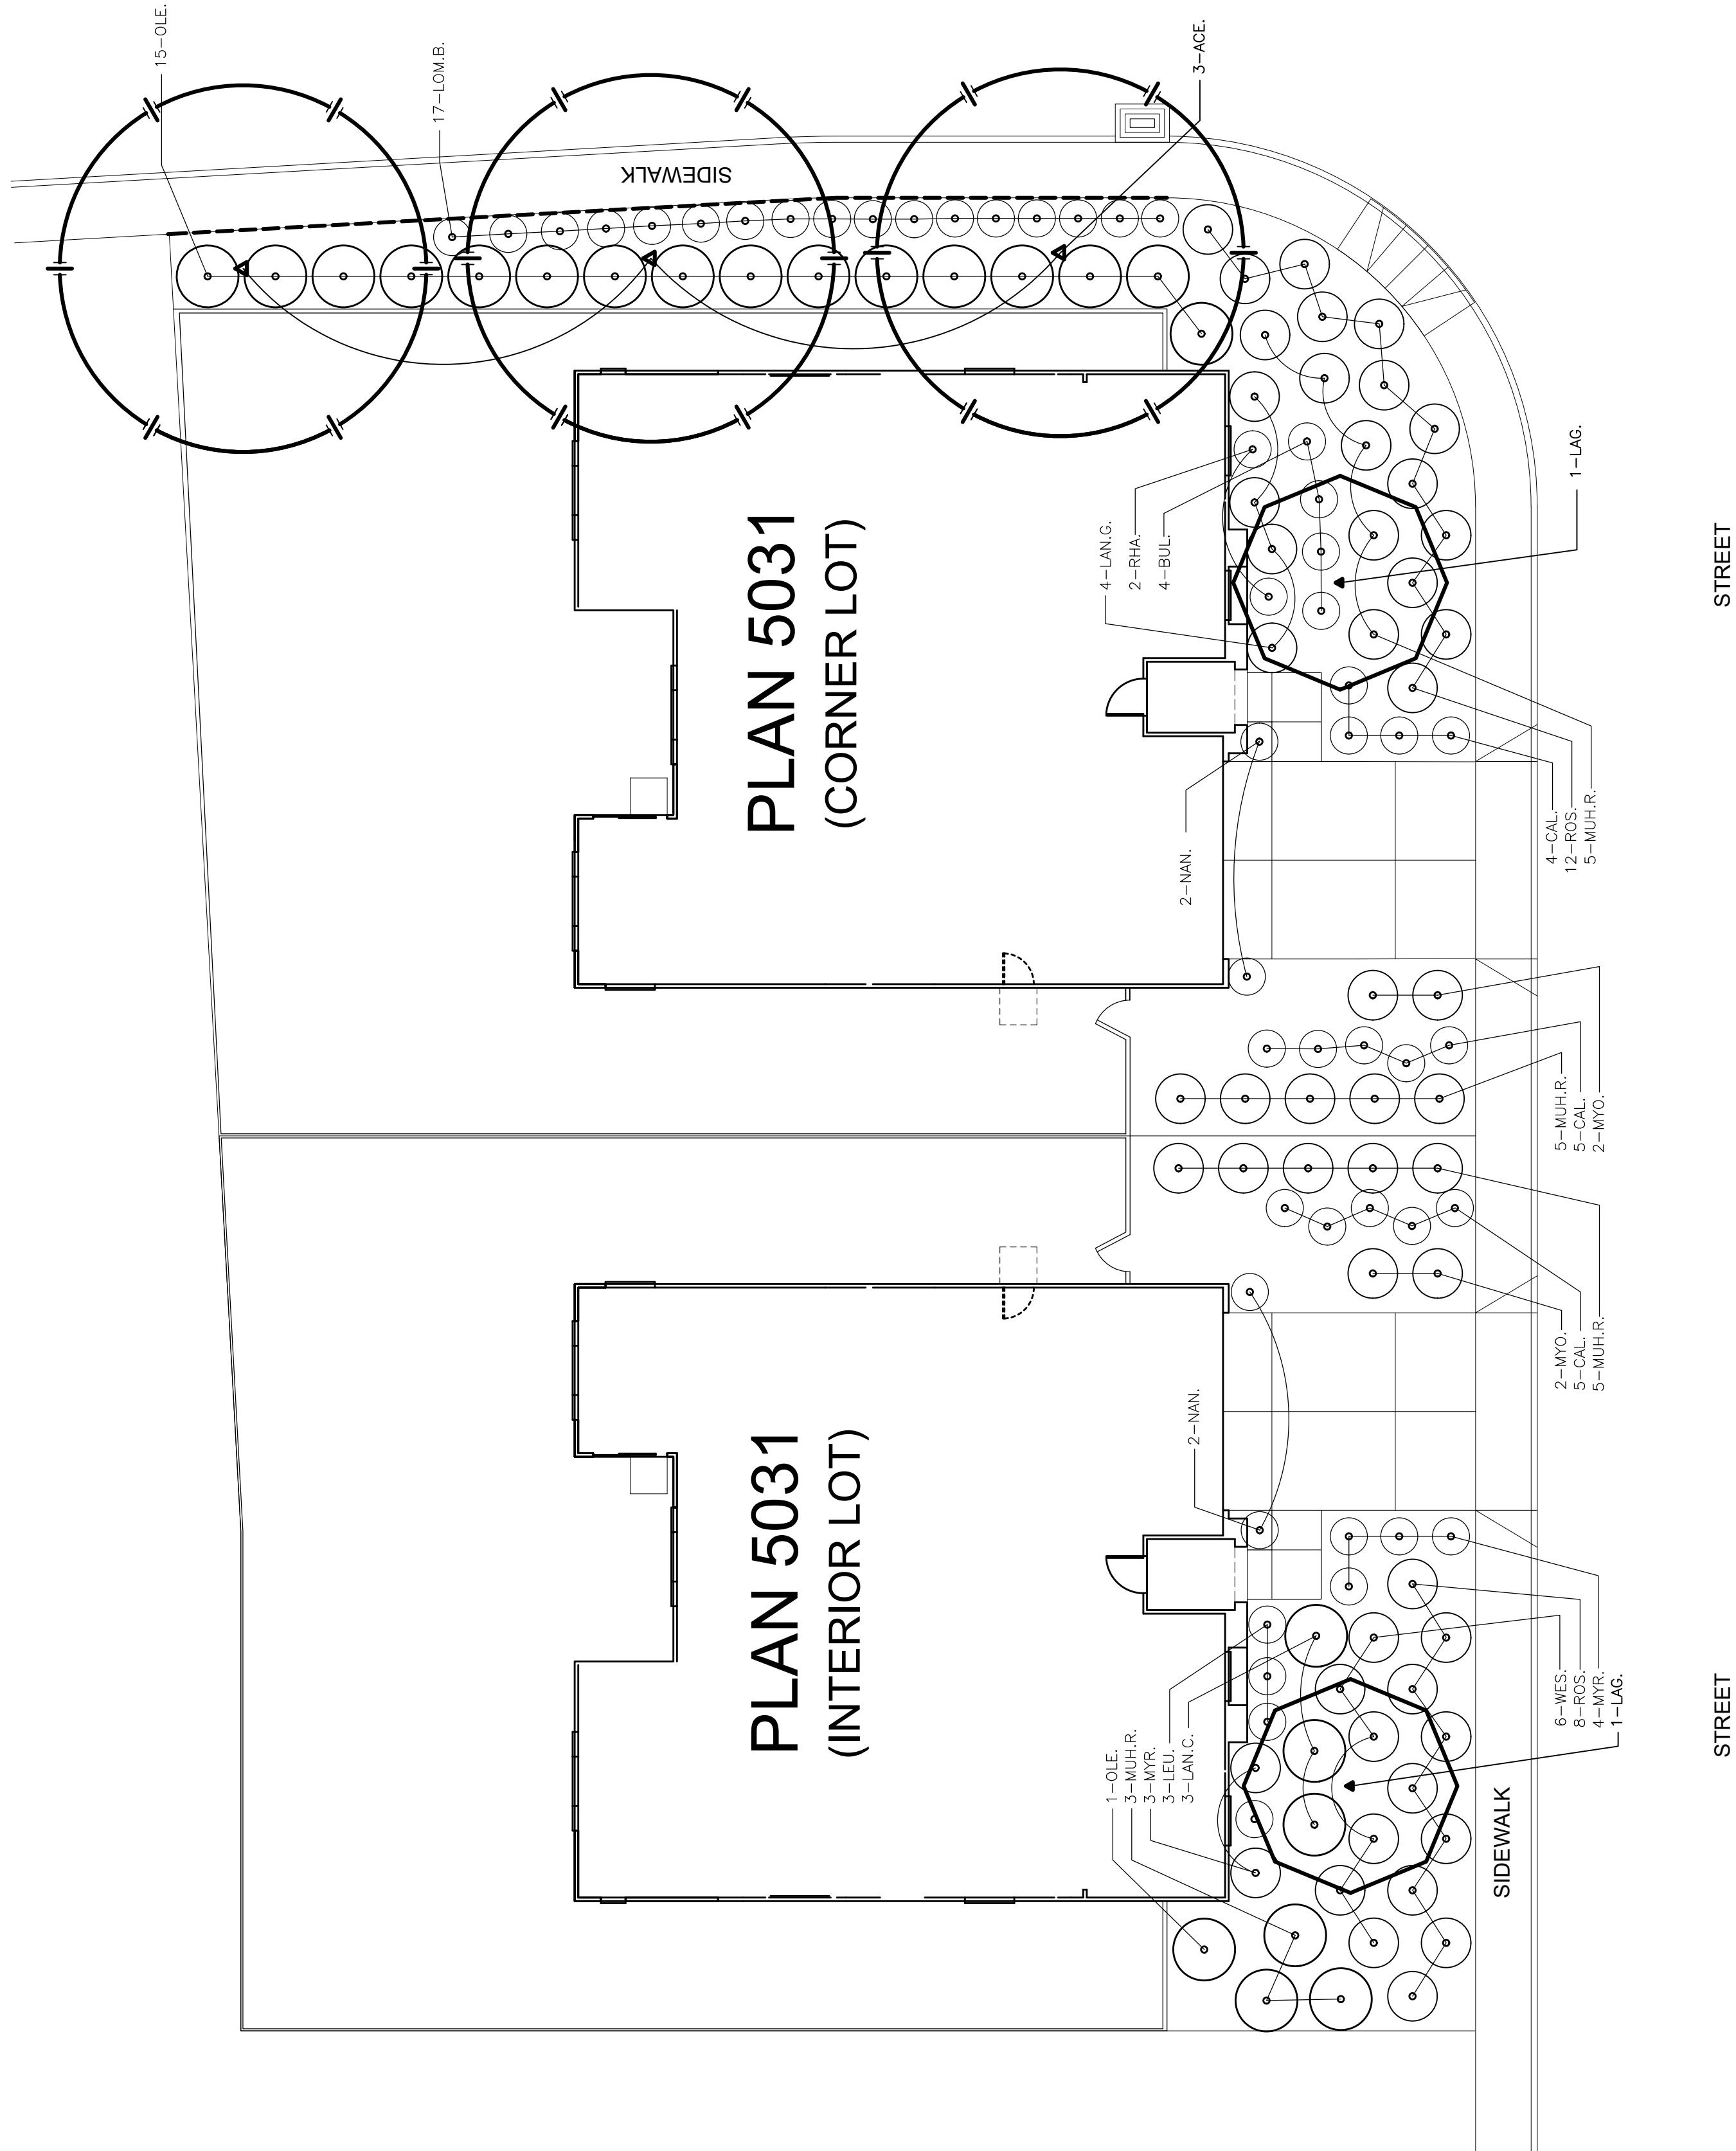 15-OLE.
17-LOM.B.
3-ACE.
SIDEWALK
PLAN 5031
(CORNER LOT)
4-LAN.G.
2-RHA.
4-BUL.
1-LAG.
2-NAN.
4-CAL.
12-ROS.
5-MUH.R.
STREET
5-MUH.R.
5-CAL.
2-MYO.
2-MYO.
5-CAL.
5-MUH.R.
PLAN 5031
(INTERIOR LOT)
2-NAN.
1-OLE.
3-MUH.R.
3-MYR.
3-LEU.
3-LAN.C.
6-WES.
8-ROS.
4-MYR.
1-LAG.
SIDEWALK
STREET